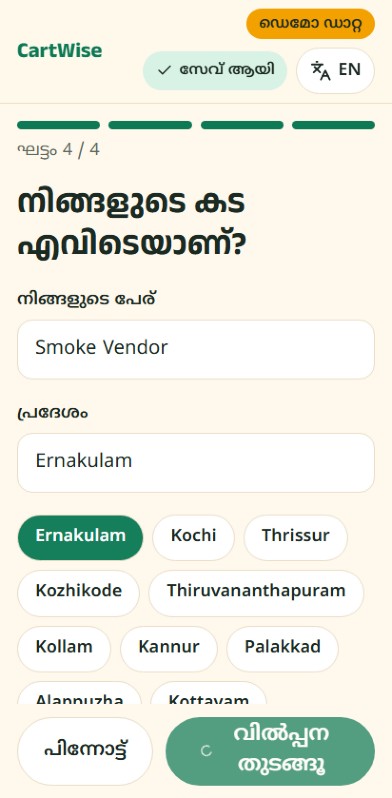 ഡെമോ ഡാറ്റ
CartWise
സേവ് ആയി
EN
ഘട്ടം 4 / 4
നിങ്ങളുടെ കട
എവിടെയാണ്?
നിങ്ങളുടെ പേര്
Smoke Vendor
പ്രദേശം
Ernakulam
Ernakulam Kochi Thrissur
Kozhikode Thiruvananthapuram
Kollam Kannur Palakkad
Alappuzha Kottayam
പിന്നോട്ട് വിൽപ്പന
തുടങ്ങൂ